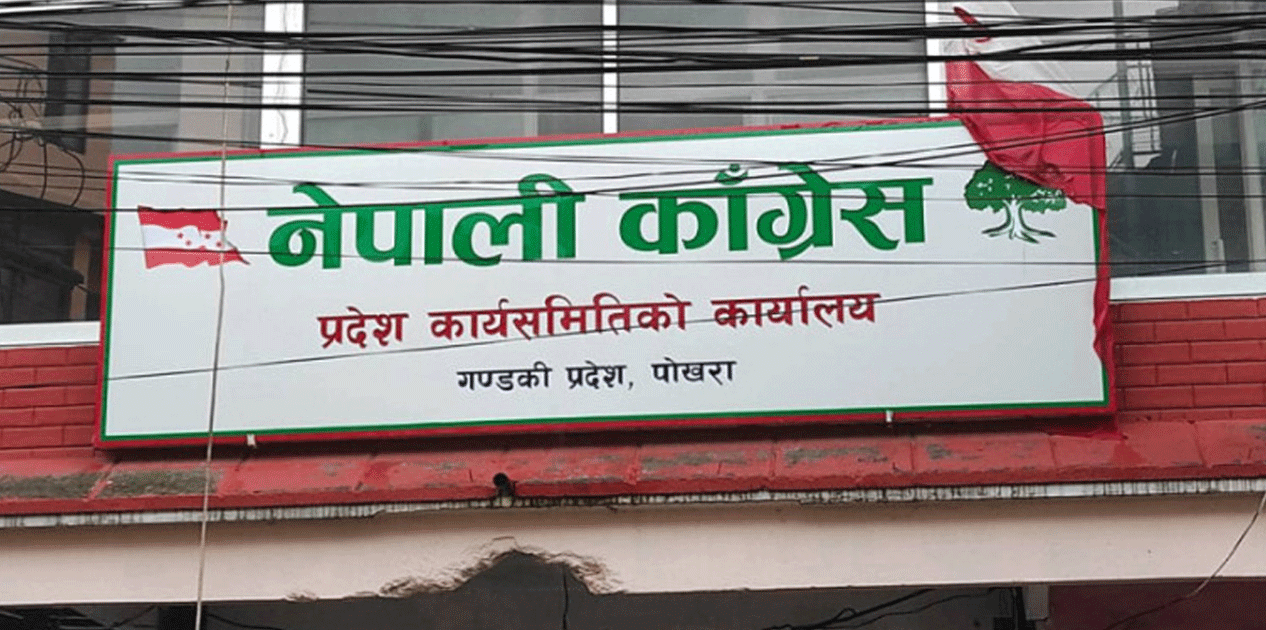 नेपाली काँग्रेस
प्रदेश कार्यसमितिको कार्यालय
गण्डकी प्रदेश, पोखरा